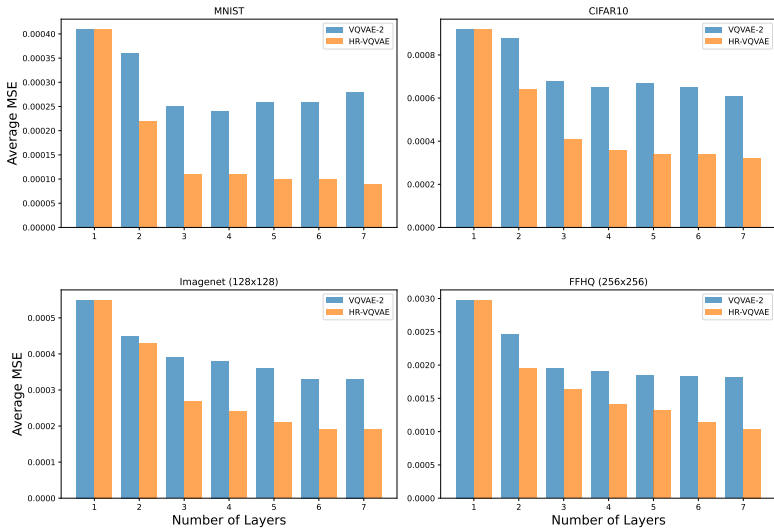 MNIST
Average MSE
0.00040
0.00035
0.00030
0.00025
0.00020
0.00015
0.00010
0.00005
0.00000
VQVAE-2
HR-VQVAE
1 2 3 4 5 6 7
CIFAR10
0.0008
0.0006
0.0004
0.0002
0.0000
VQVAE-2
HR-VQVAE
1 2 3 4 5 6 7
Imagenet (128x128)
Average MSE
0.0005
0.0004
0.0003
0.0002
0.0001
0.0000
VQVAE-2
HR-VQVAE
1 2 3 4 5 6 7
Number of Layers
FFHQ (256x256)
0.0030
0.0025
0.0020
0.0015
0.0010
0.0005
0.0000
VQVAE-2
HR-VQVAE
1 2 3 4 5 6 7
Number of Layers